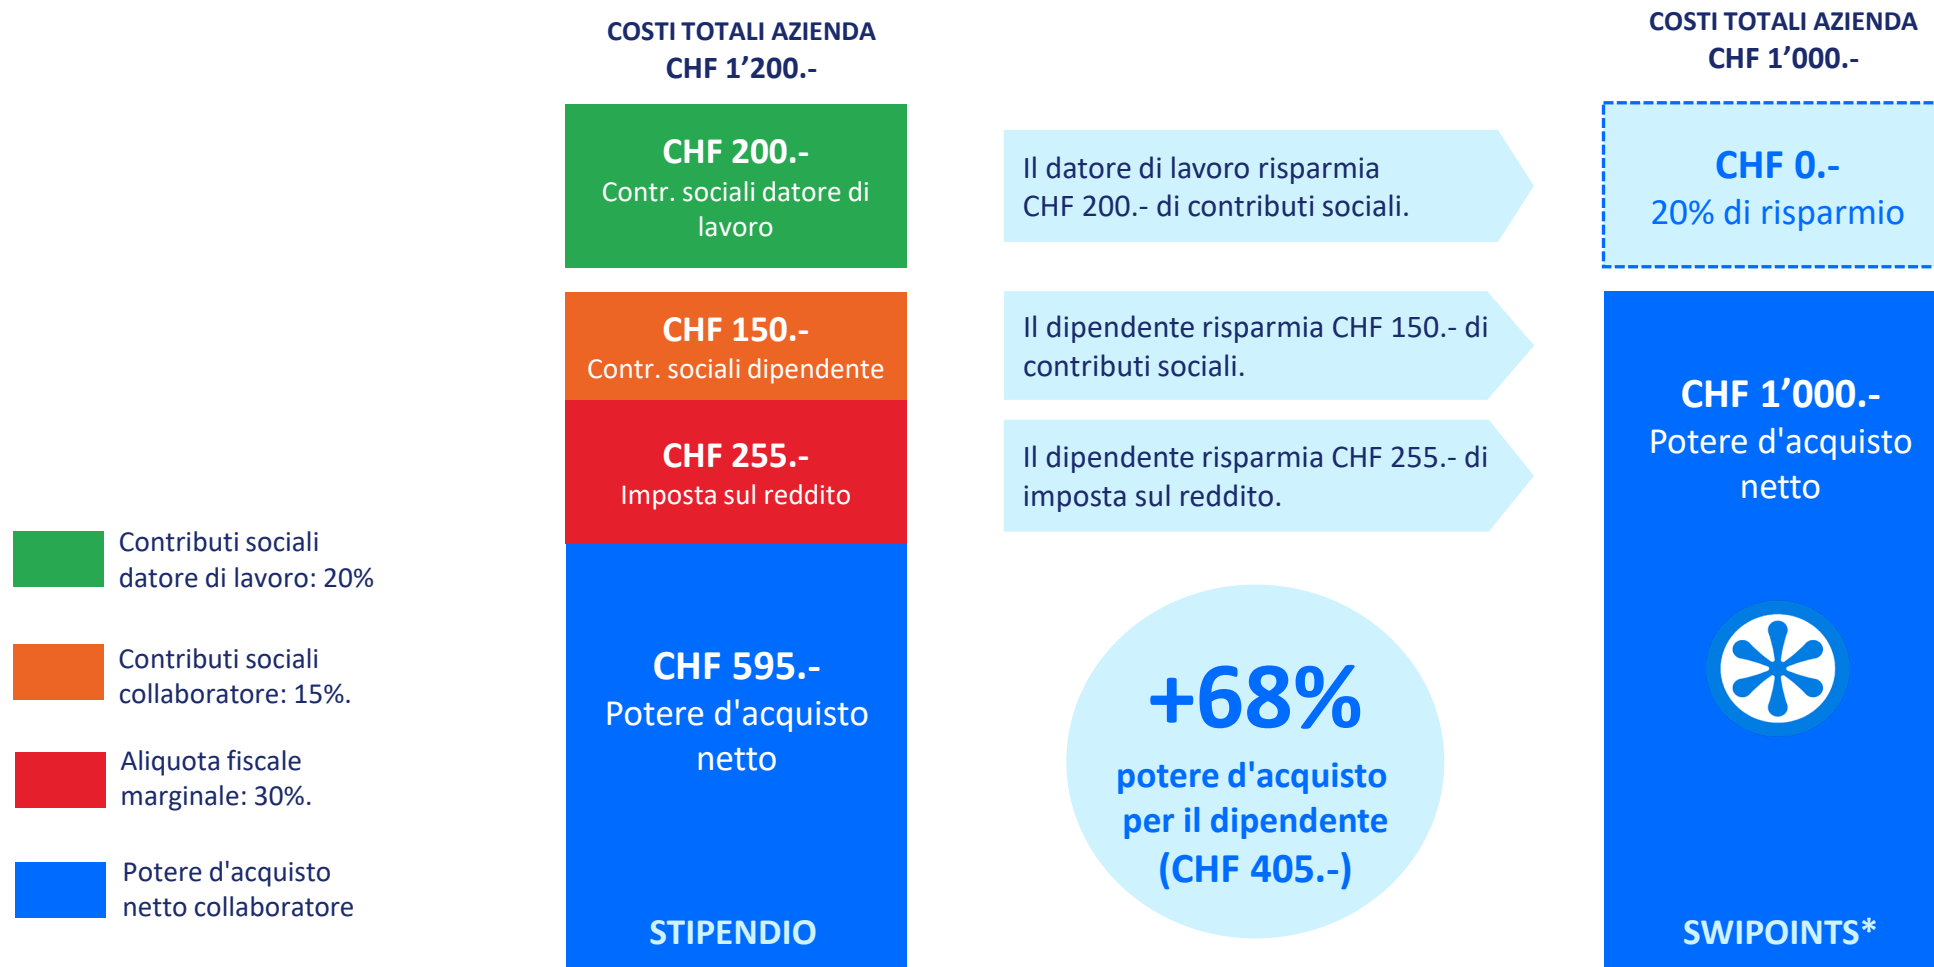 COSTI TOTALI AZIENDA
CHF 1’200.-
COSTI TOTALI AZIENDA
CHF 1’000.-
CHF 200.-
Contr. sociali datore di
lavoro
Il datore di lavoro risparmia
CHF 200.- di contributi sociali.
CHF 0.-
20% di risparmio
CHF 150.-
Contr. sociali dipendente
Il dipendente risparmia CHF 150.- di
contributi sociali.
CHF 255.-
Imposta sul reddito
Il dipendente risparmia CHF 255.- di
imposta sul reddito.
CHF 1’000.-
Potere d'acquisto
netto
Contributi sociali
datore di lavoro: 20%
Contributi sociali
collaboratore: 15%.
Aliquota fiscale
marginale: 30%.
Potere d'acquisto
netto collaboratore
CHF 595.-
Potere d'acquisto
netto
STIPENDIO
+68%
potere d'acquisto
per il dipendente
(CHF 405.-)
SWIPOINTS*